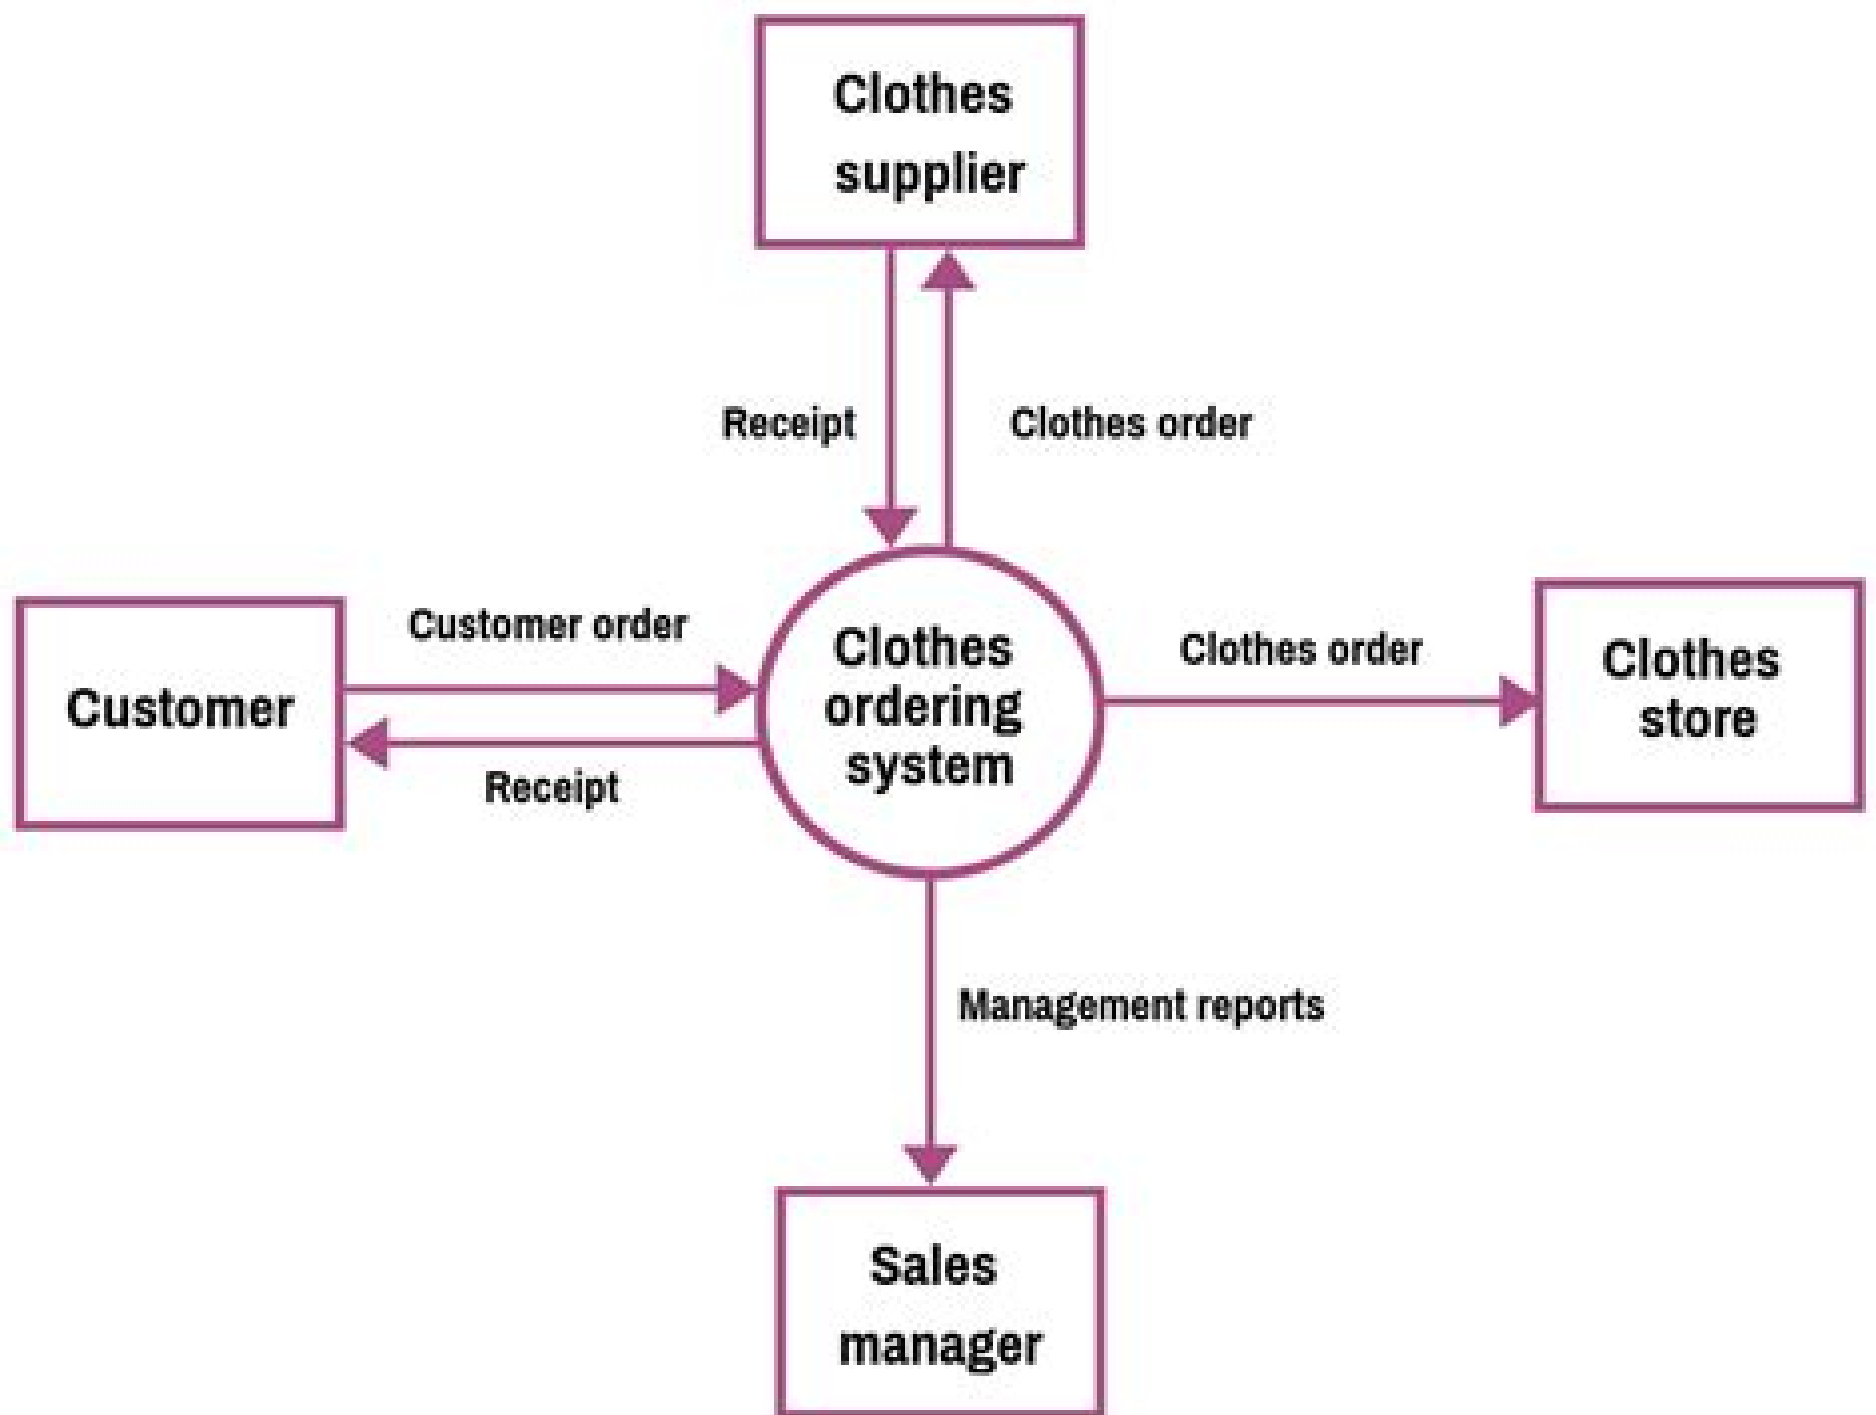 Clothes
supplier
Receipt
Clothes order
Customer order
Customer
Receipt
Clothes
ordering
system
Clothes order
Clothes
store
Management reports
Sales
manager